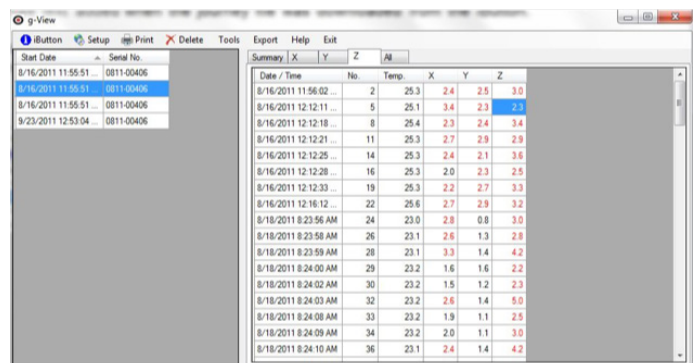 g-View
iButton Setup Print Delete Tools Export Help Exit
Start Date Serial No.
8/16/2011 11:55:51 ... 0811-00406
8/16/2011 11:55:51 ... 0811-00406
8/16/2011 11:55:51 ... 0811-00406
9/23/2011 12:53:04 ... 0811-00406
Summary X Y Z All
Date / Time No. Temp. X Y Z
8/16/2011 11:56:02 ... 2 25.3 2.4 2.5 3.0
8/16/2011 12:12:11 ... 5 25.1 3.4 2.3 2.3
8/16/2011 12:12:18 ... 8 25.4 2.3 2.4 3.4
8/16/2011 12:12:21 ... 11 25.3 2.7 2.9 2.9
8/16/2011 12:12:25 ... 14 25.3 2.4 2.1 3.6
8/16/2011 12:12:28 ... 16 25.3 2.0 2.3 2.5
8/16/2011 12:12:33 ... 19 25.3 2.2 2.7 3.3
8/16/2011 12:16:12 ... 22 25.6 2.7 2.9 3.2
8/18/2011 8:23:56 AM 24 23.0 2.8 0.8 3.0
8/18/2011 8:23:58 AM 26 23.1 2.6 1.3 2.8
8/18/2011 8:23:59 AM 28 23.1 3.3 1.4 4.2
8/18/2011 8:24:00 AM 29 23.2 1.6 1.6 2.2
8/18/2011 8:24:02 AM 30 23.2 1.5 1.2 2.3
8/18/2011 8:24:03 AM 32 23.2 2.6 1.4 5.0
8/18/2011 8:24:08 AM 33 23.2 1.9 1.1 2.5
8/18/2011 8:24:09 AM 34 23.2 2.0 1.1 3.0
8/18/2011 8:24:10 AM 36 23.1 2.4 1.4 4.2